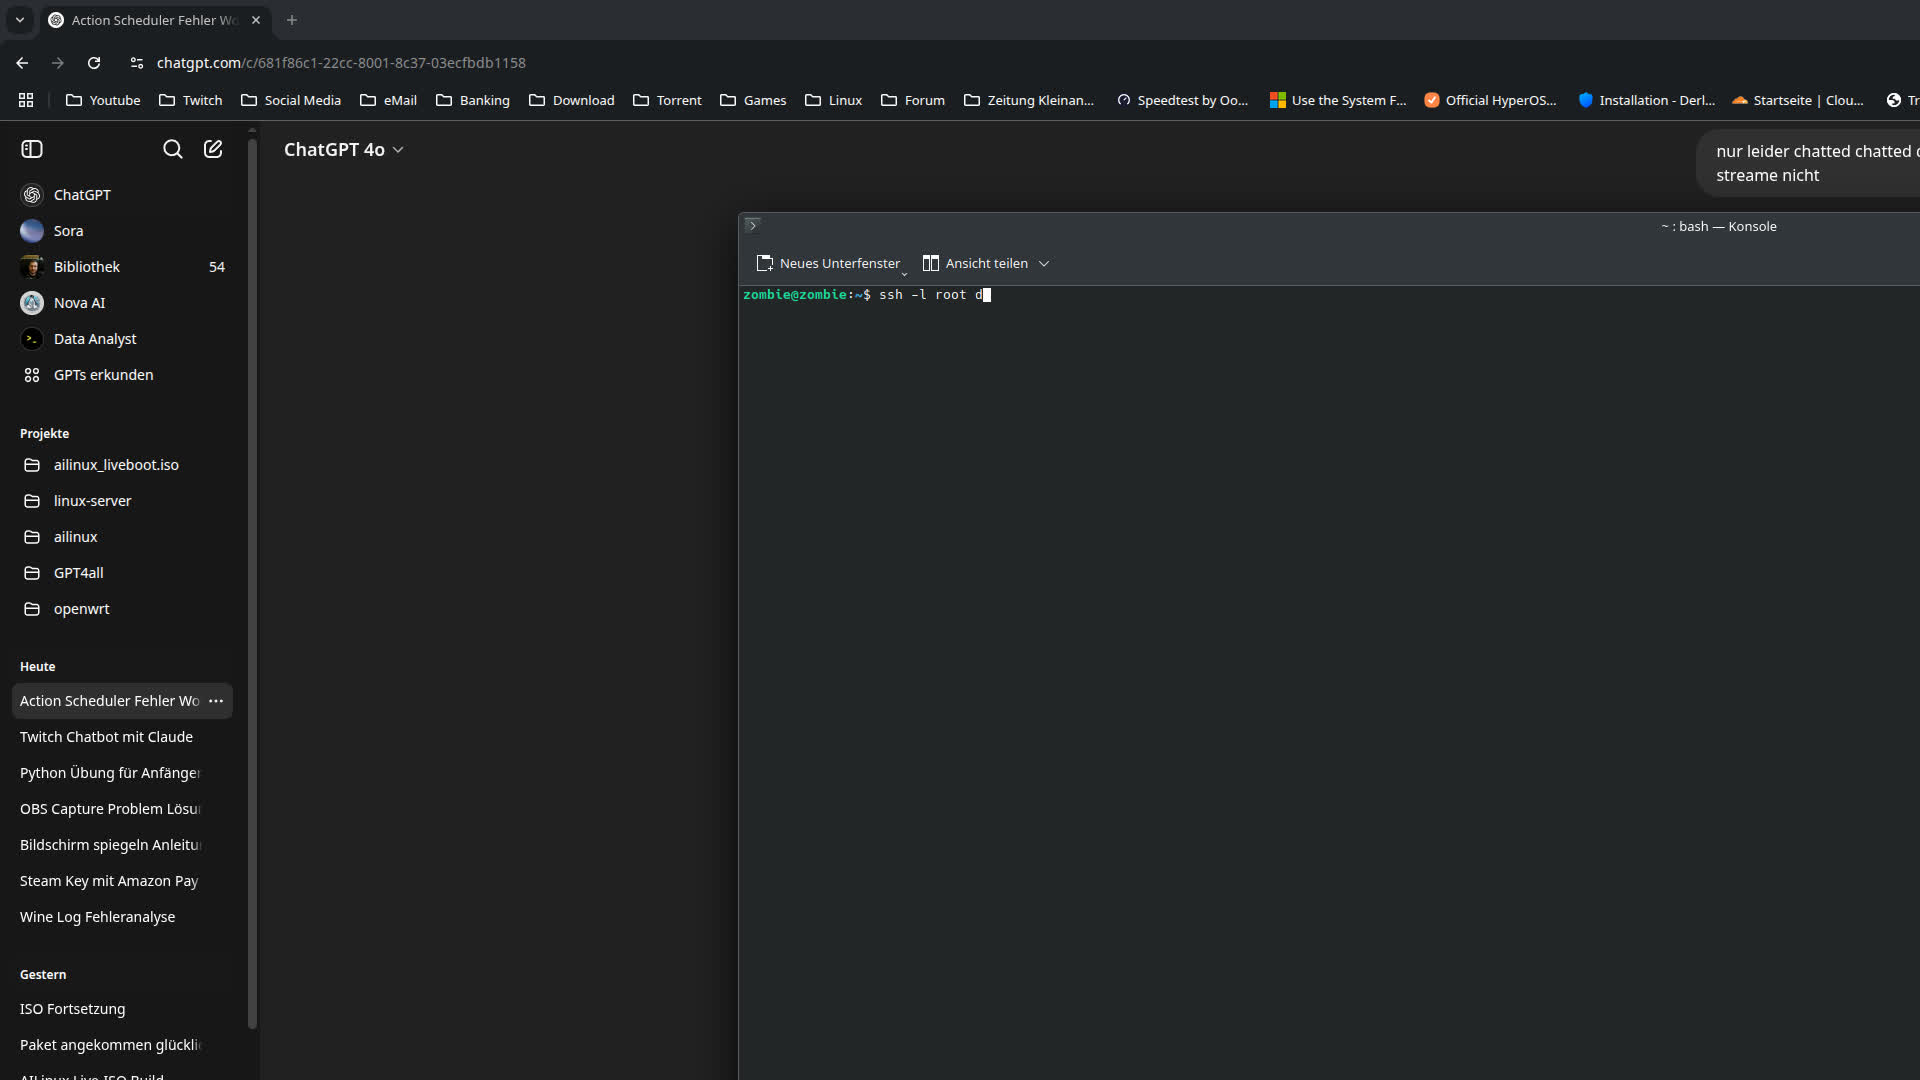 Action Scheduler Fehler Wo
chatgpt.com/c/681f86c1-22cc-8001-8c37-03ecfbdb1158
Youtube Twitch Social Media eMail Banking Download Torrent Games Linux Forum Zeitung Kleinan... Speedtest by Oo... Use the System F... Official HyperOS... Installation - Derl... Startseite | Clou... Tr
ChatGPT 4o
nur leider chatted chatted
streame nicht
ChatGPT
Sora
Bibliothek 54
Nova AI
Data Analyst
GPTs erkunden
Projekte
ailinux_liveboot.iso
linux-server
ailinux
GPT4all
openwrt
Heute
Action Scheduler Fehler Wo
Twitch Chatbot mit Claude
Python Übung für Anfänger
OBS Capture Problem Lösu
Bildschirm spiegeln Anleitu
Steam Key mit Amazon Pay
Wine Log Fehleranalyse
Gestern
ISO Fortsetzung
Paket angekommen glückli
AILinux Live ISO Build
~ : bash — Konsole
Neues Unterfenster Ansicht teilen
zombie@zombie:~$ ssh -l root d